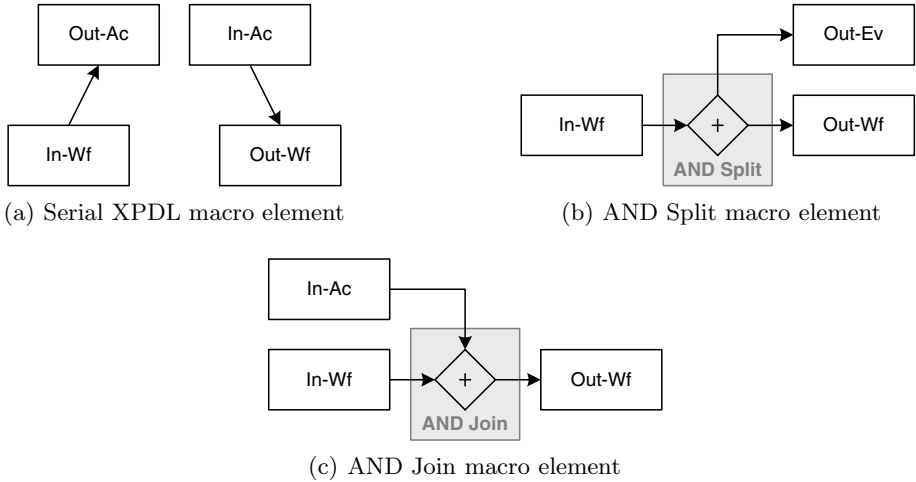 Out-Ac
In-Ac
In-Wf
Out-Wf
(a) Serial XPDL macro element
Out-Ev
In-Wf
+
Out-Wf
AND Split
(b) AND Split macro element
In-Ac
In-Wf
+
Out-Wf
AND Join
(c) AND Join macro element